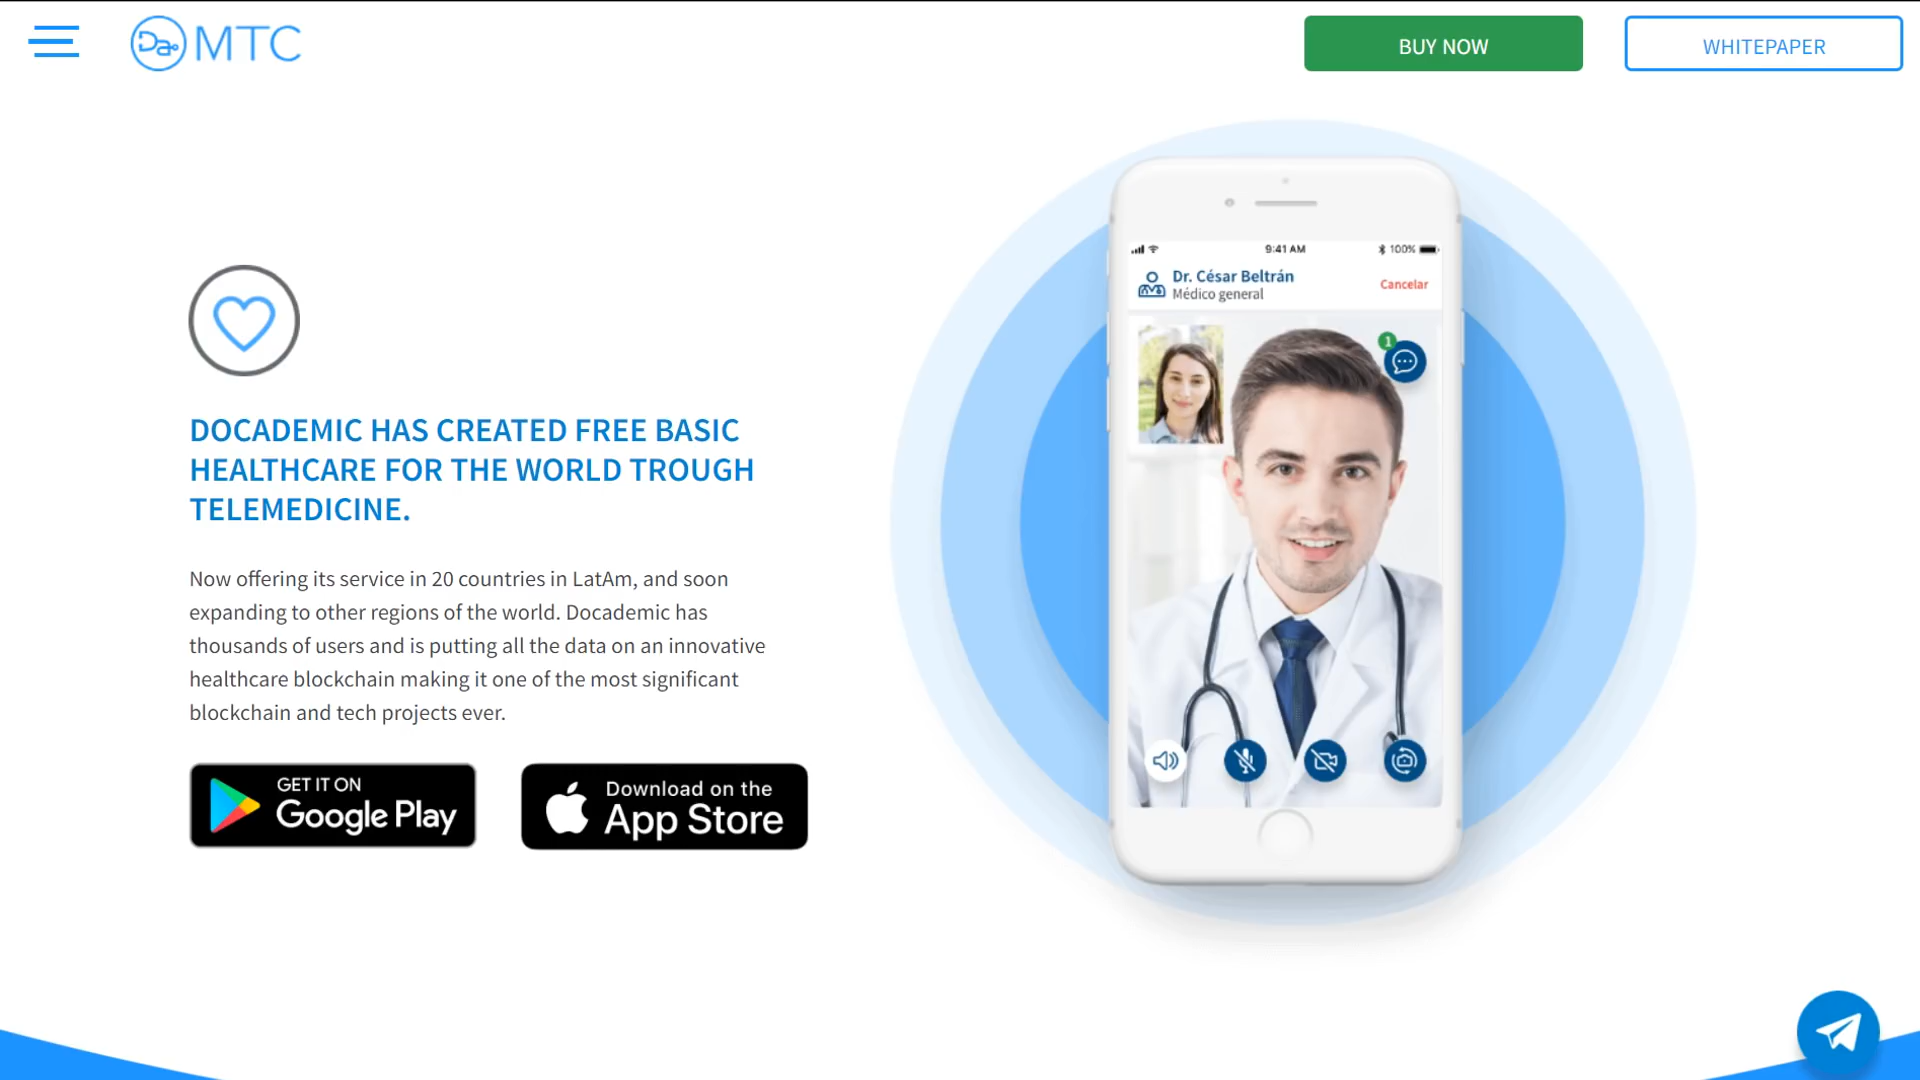 Da. MTC
BUY NOW
WHITEPAPER
9:41 AM
100%
Dr. César Beltrán
Médico general
Cancelar
1
DOCADEMIC HAS CREATED FREE BASIC
HEALTHCARE FOR THE WORLD TROUGH
TELEMEDICINE.
Now offering its service in 20 countries in LatAm, and soon
expanding to other regions of the world. Docademic has
thousands of users and is putting all the data on an innovative
healthcare blockchain making it one of the most significant
blockchain and tech projects ever.
GET IT ON
Google Play
Download on the
App Store